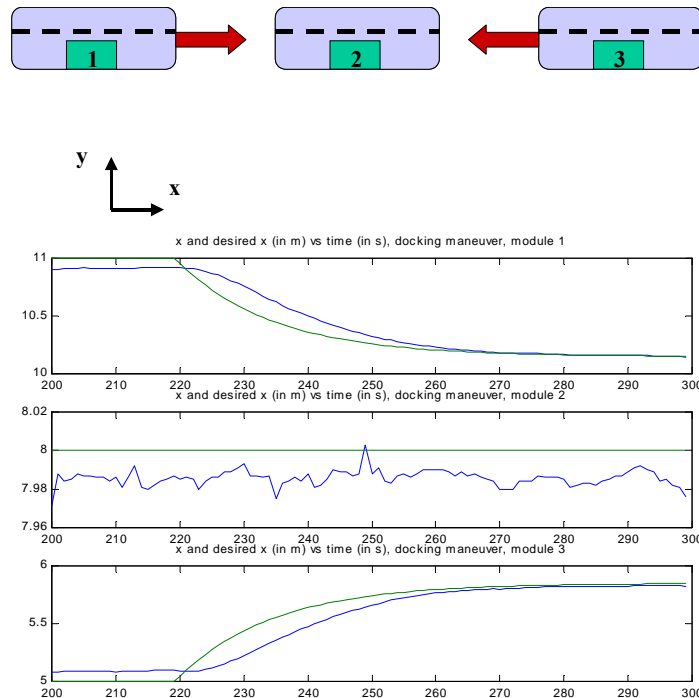 1 2 3
y
x
x and desired x (in m) vs time (in s), docking maneuver, module 1
11
10.5
10
200 210 220 230 240 250 260 270 280 290 300
x and desired x (in m) vs time (in s), docking maneuver, module 2
8.02
8
7.98
7.96
200 210 220 230 240 250 260 270 280 290 300
x and desired x (in m) vs time (in s), docking maneuver, module 3
6
5.5
5
200 210 220 230 240 250 260 270 280 290 300